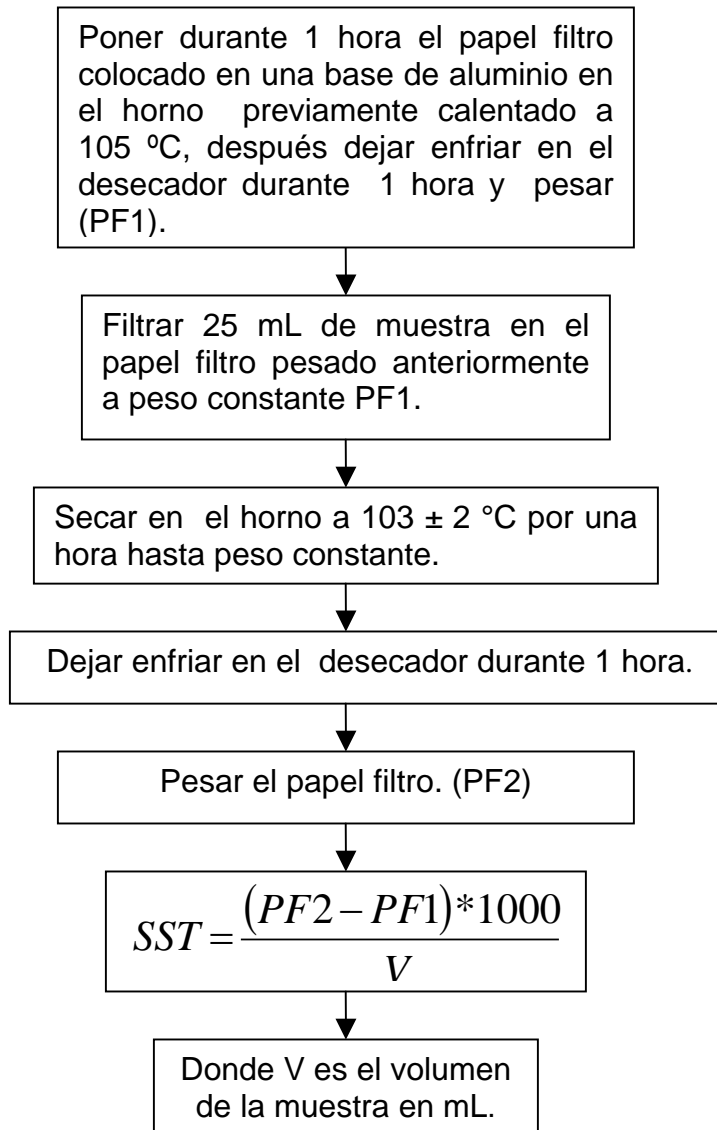 Poner durante 1 hora el papel filtro
colocado en una base de aluminio en
el horno previamente calentado a
105 ºC, después dejar enfriar en el
desecador durante 1 hora y pesar
(PF1).
Filtrar 25 mL de muestra en el
papel filtro pesado anteriormente
a peso constante PF1.
Secar en el horno a 103 ± 2 °C por una
hora hasta peso constante.
Dejar enfriar en el desecador durante 1 hora.
Pesar el papel filtro. (PF2)
SST = (PF2 – PF1)*1000 / V
Donde V es el volumen
de la muestra en mL.